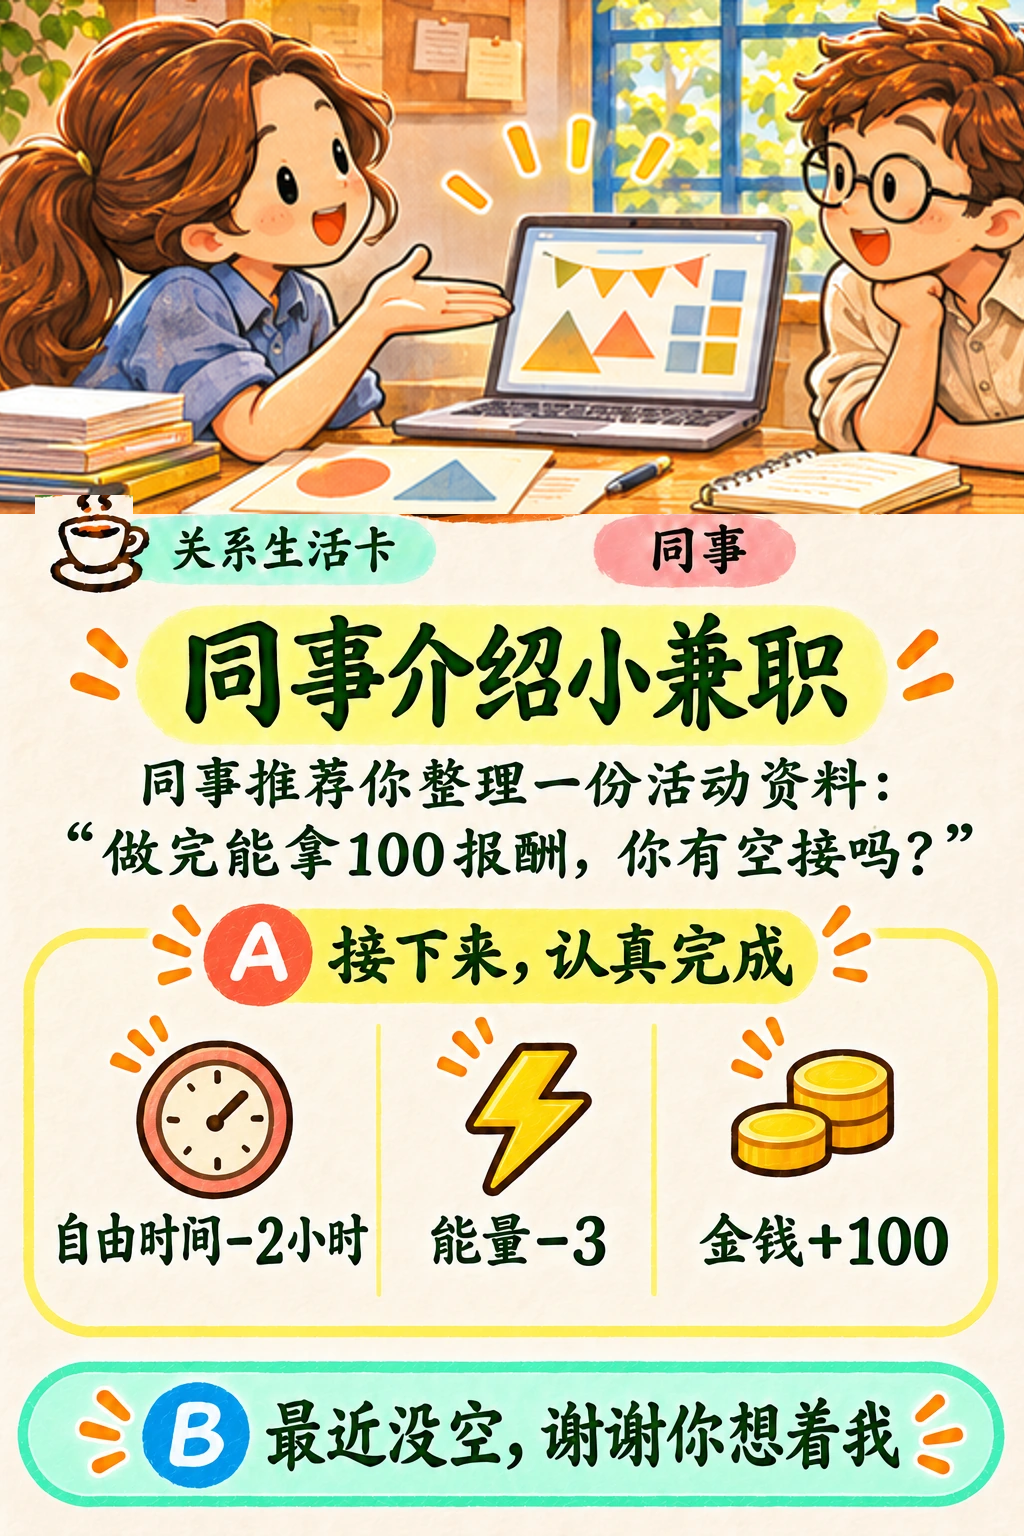 关系生活卡
同事
同事介绍小兼职
同事推荐你整理一份活动资料：
“做完能拿100报酬，你有空接吗？”
A 接下来，认真完成
自由时间-2小时
能量-3
金钱+100
B 最近没空，谢谢你想着我